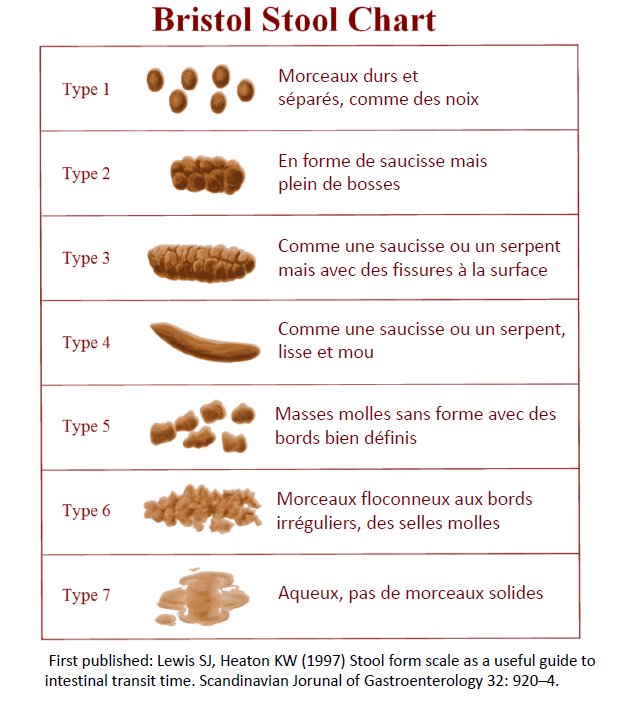 Bristol Stool Chart
Type 1
Morceaux durs et
séparés, comme des noix
Type 2
En forme de saucisse mais
plein de bosses
Type 3
Comme une saucisse ou un serpent
mais avec des fissures à la surface
Type 4
Comme une saucisse ou un serpent,
lisse et mou
Type 5
Masses molles sans forme avec des
bords bien définis
Type 6
Morceaux floconneux aux bords
irréguliers, des selles molles
Type 7
Aqueux, pas de morceaux solides
First published: Lewis SJ, Heaton KW (1997) Stool form scale as a useful guide to
intestinal transit time. Scandinavian Jorunal of Gastroenterology 32: 920–4.